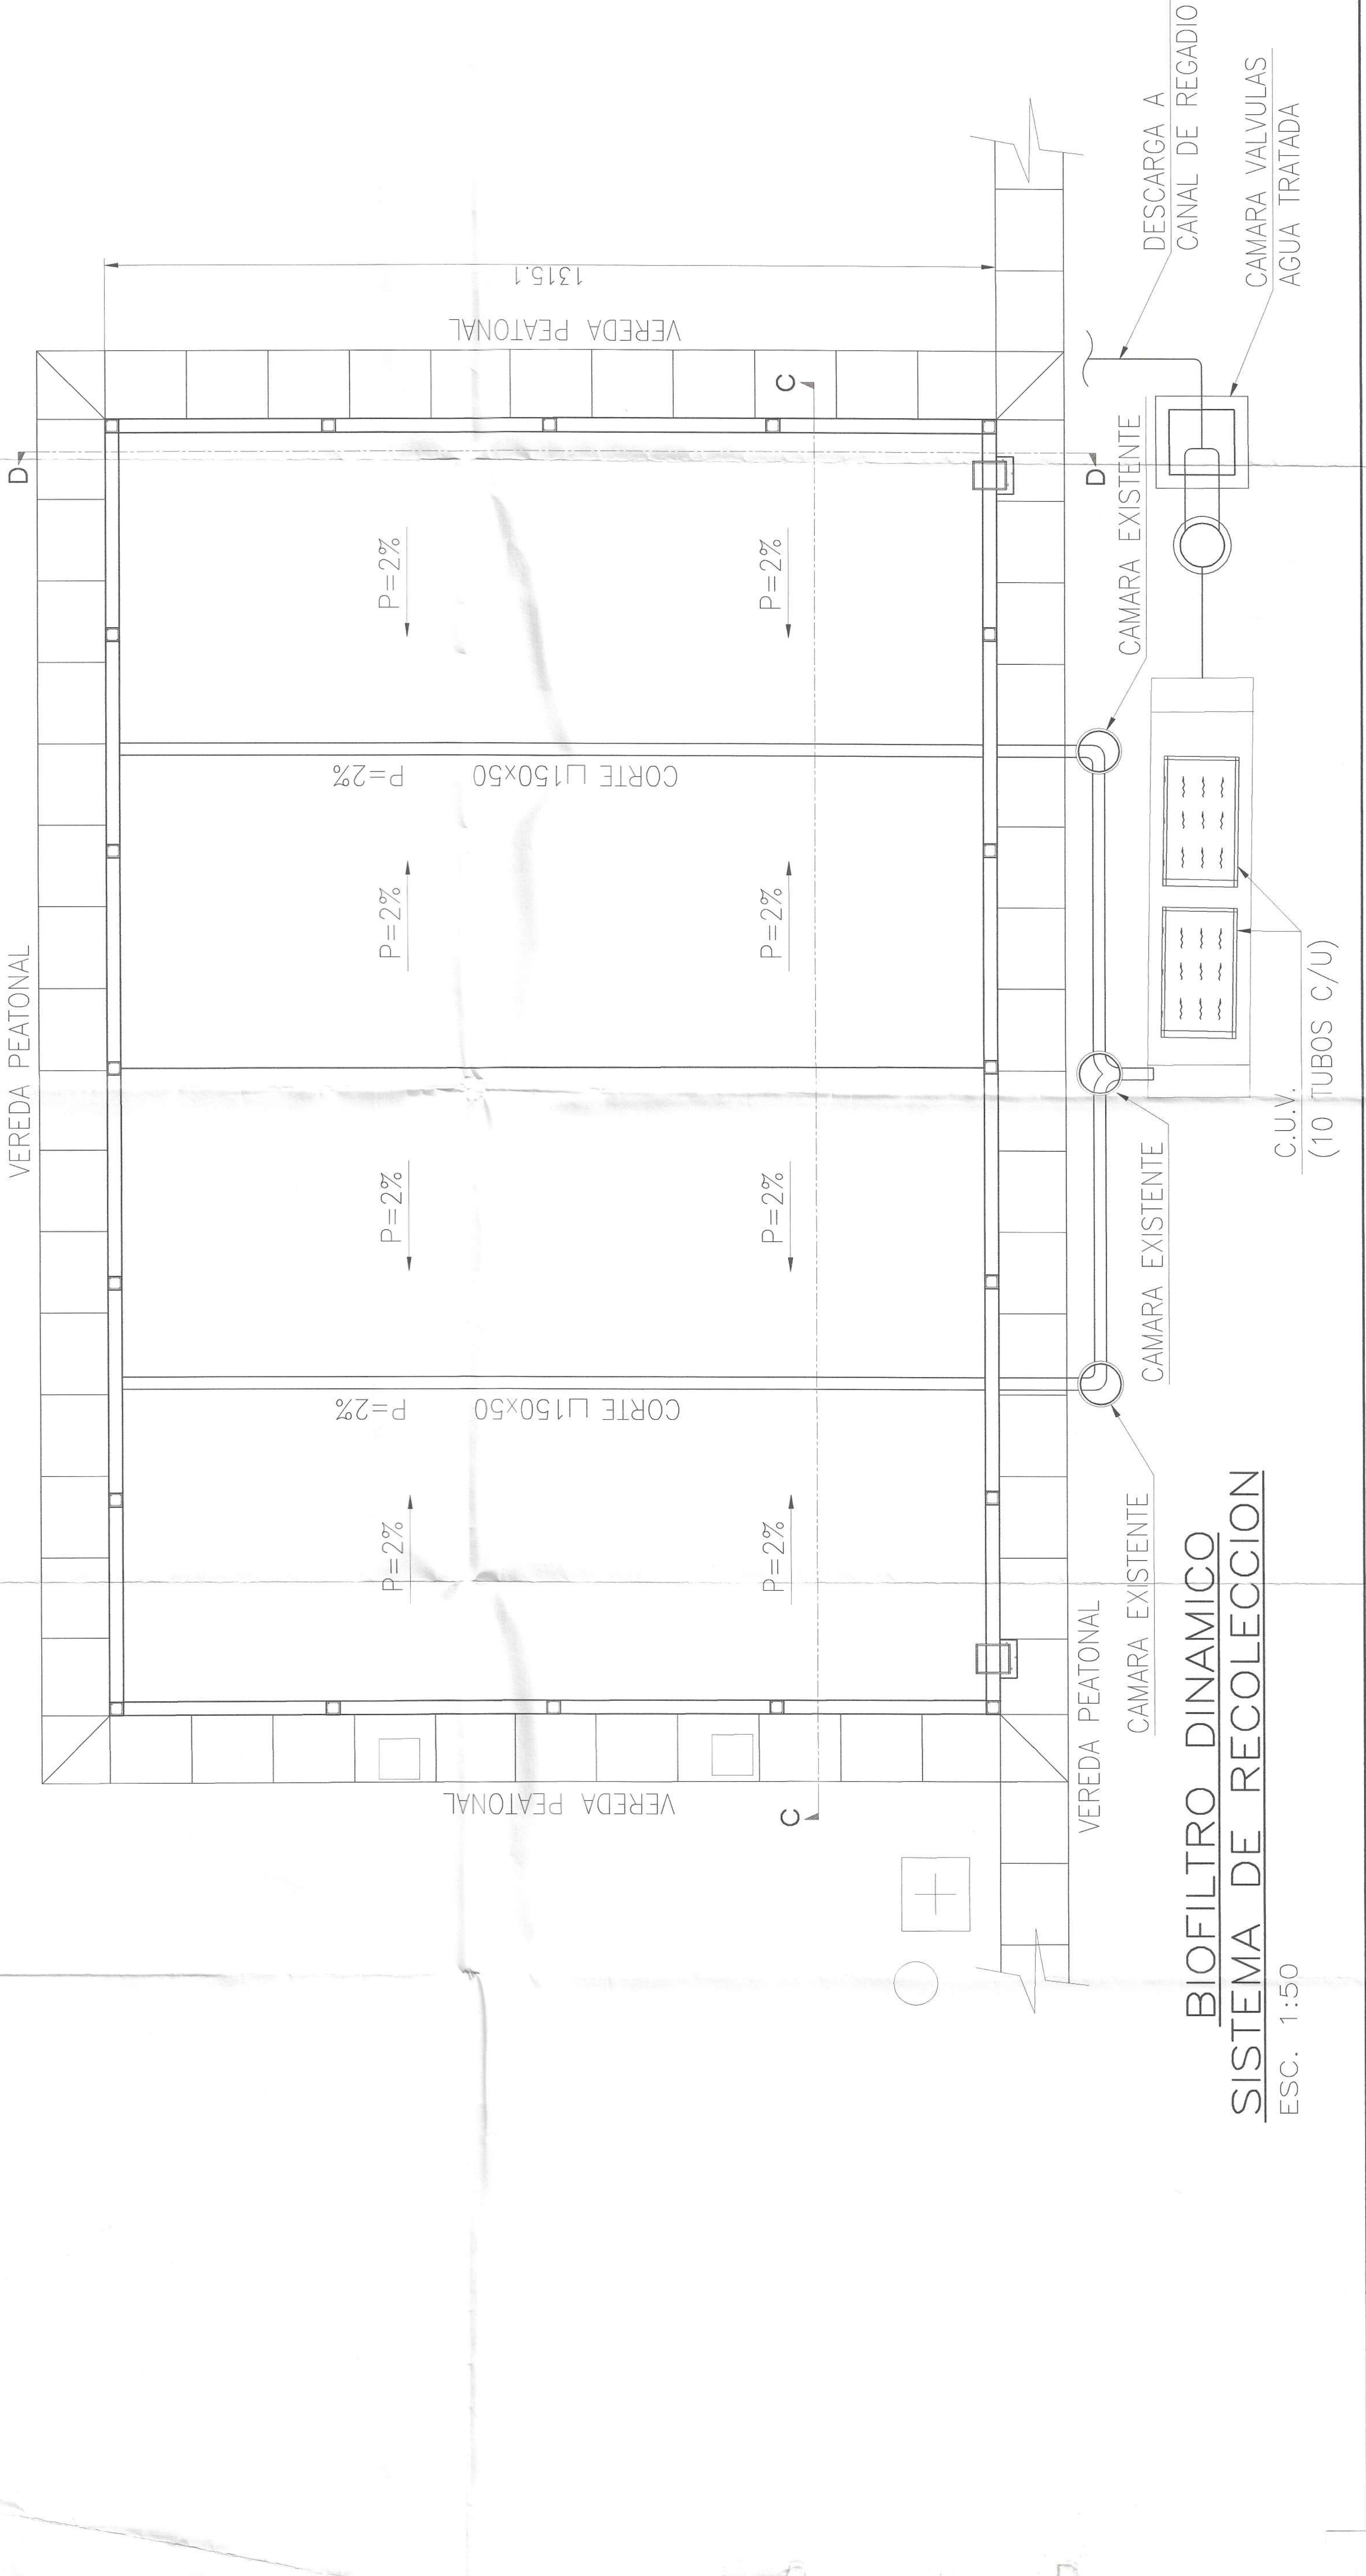 VEREDA PEATONAL
D
1315.1
VEREDA PEATONAL
P=2%
P=2%
P=2%
P=2%
CORTE ⊔150x50 P=2%
CORTE ⊔150x50 P=2%
VEREDA PEATONAL
P=2%
P=2%
P=2%
P=2%
C
C
D
VEREDA PEATONAL
CAMARA EXISTENTE
CAMARA EXISTENTE
CAMARA EXISTENTE
DESCARGA A
CANAL DE REGADIO
CAMARA VALVULAS
AGUA TRATADA
C.U.V.
(10 TUBOS C/U)
BIOFILTRO DINAMICO
SISTEMA DE RECOLECCION
ESC. 1:50